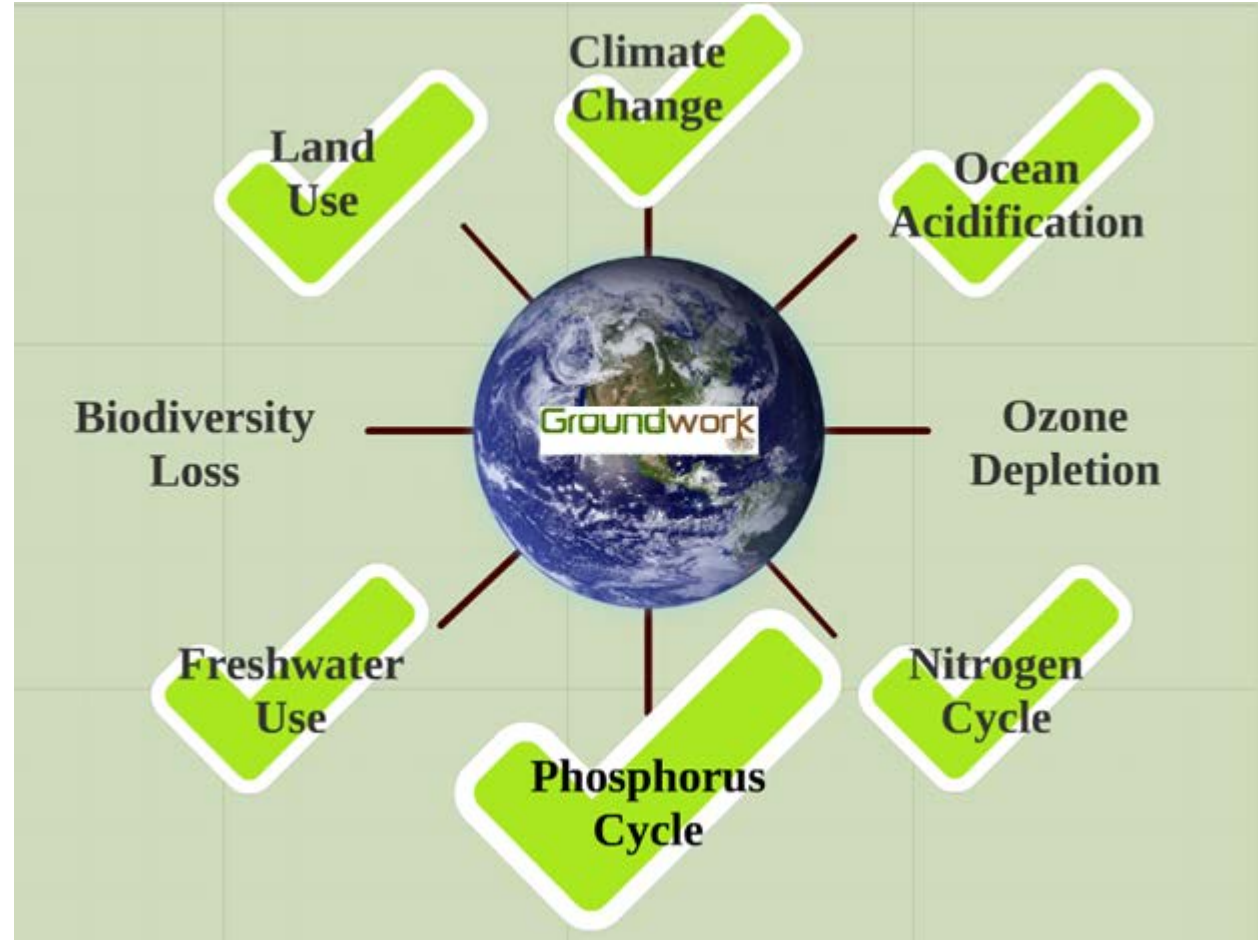 Climate
Change
Land
Use
Ocean
Acidification
Biodiversity
Loss
Groundwork
Ozone
Depletion
Freshwater
Use
Nitrogen
Cycle
Phosphorus
Cycle